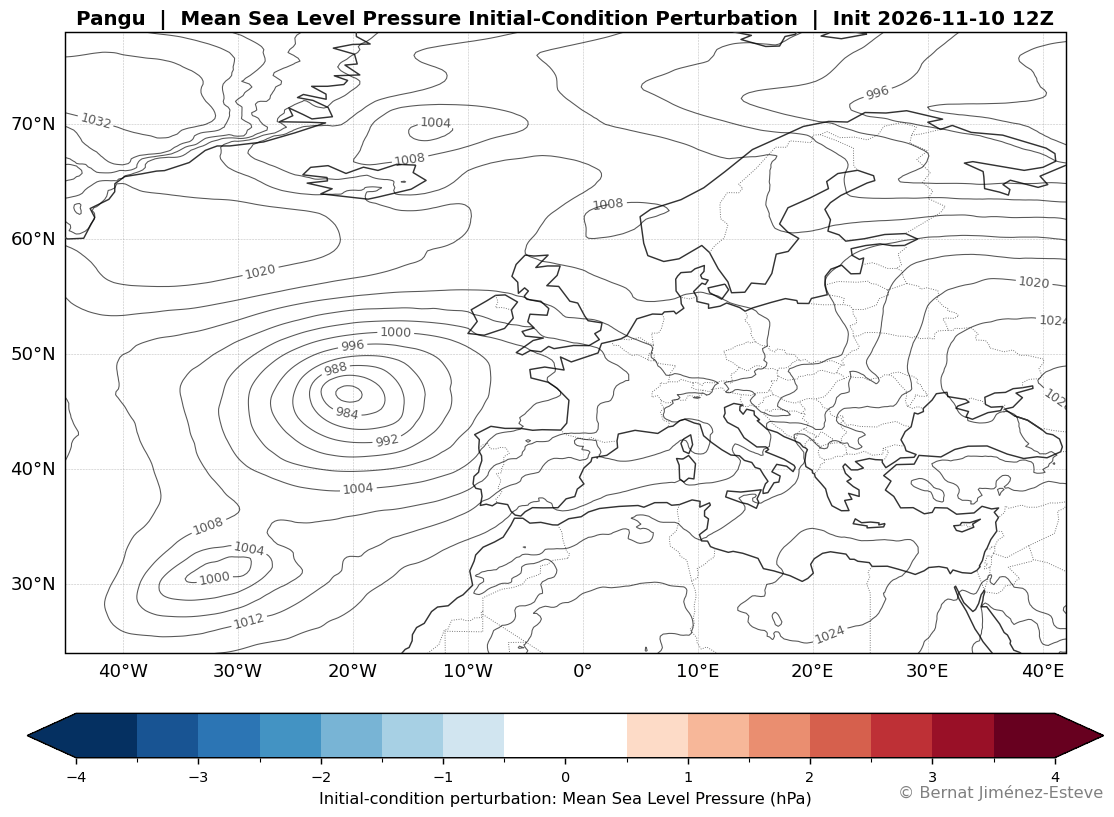 Pangu | Mean Sea Level Pressure Initial-Condition Perturbation | Init 2026-11-10 12Z
996
1032
70°N
1004
1008
1008
60°N
1020
1020
1024
1000
50°N
996
988
1020
984
992
40°N
1004
1008
1004
1000
30°N
1012
1024
40°W 30°W 20°W 10°W 0° 10°E 20°E 30°E 40°E
−4 −3 −2 −1 0 1 2 3 4
Initial-condition perturbation: Mean Sea Level Pressure (hPa)
© Bernat Jiménez-Esteve